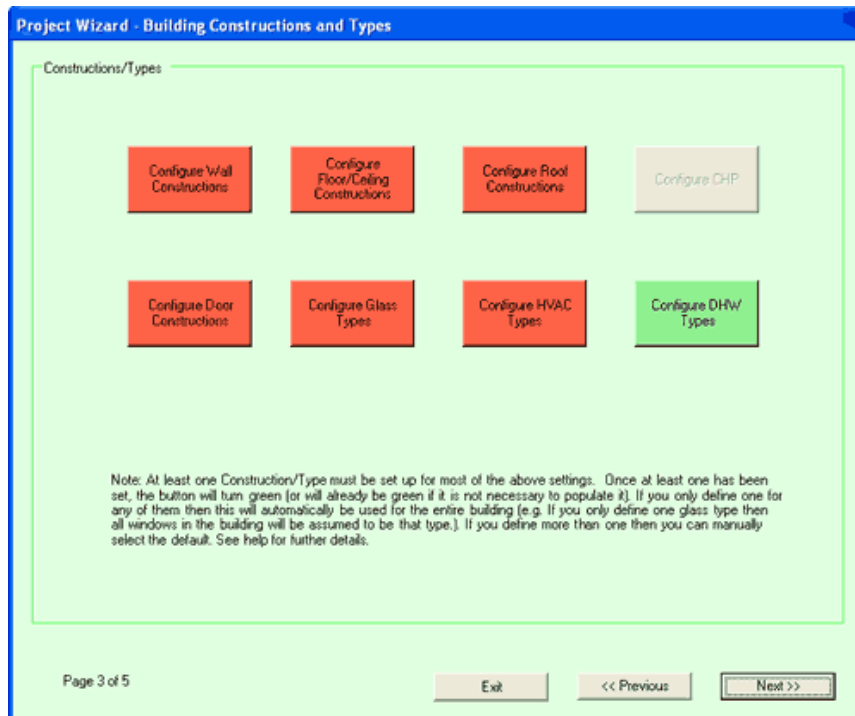 Project Wizard - Building Constructions and Types
Constructions/Types
Configure Wall
Constructions
Configure
Floor/Ceiling
Constructions
Configure Roof
Constructions
Configure CHP
Configure Door
Constructions
Configure Glass
Types
Configure HVAC
Types
Configure DHW
Types
Note: At least one Construction/Type must be set up for most of the above settings. Once at least one has been
set, the button will turn green (or will already be green if it is not necessary to populate it). If you only define one for
any of them then this will automatically be used for the entire building (e.g. If you only define one glass type then
all windows in the building will be assumed to be that type.). If you define more than one then you can manually
select the default. See help for further details.
Page 3 of 5
Exit
<< Previous
Next >>